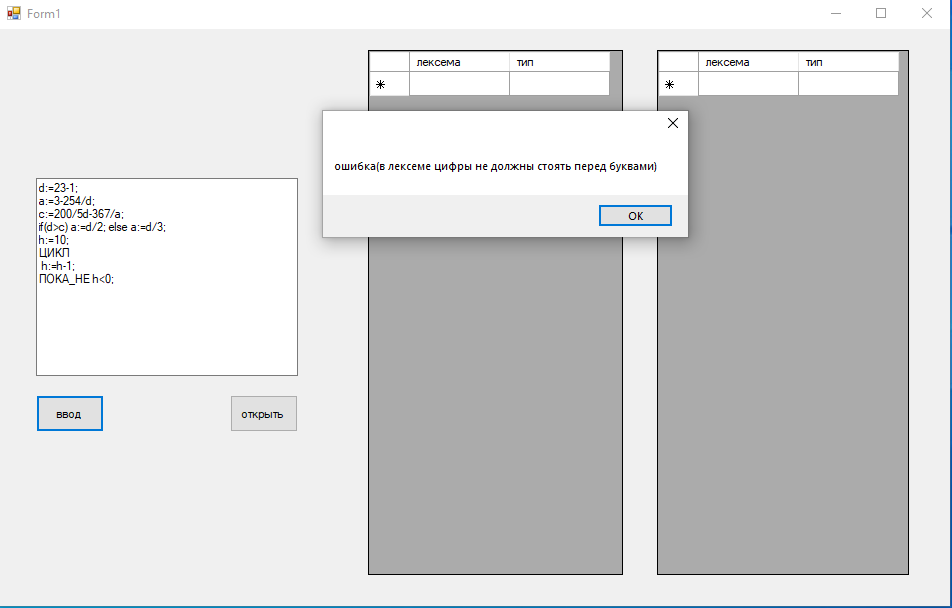 Form1
лексема тип
лексема тип
ошибка(в лексеме цифры не должны стоять перед буквами)
OK
d:=23-1;
a:=3-254/d;
c:=200/5d-367/a;
if(d>c) a:=d/2; else a:=d/3;
h:=10;
ЦИКЛ
h:=h-1;
ПОКА_НЕ h<0;
ввод
открыть